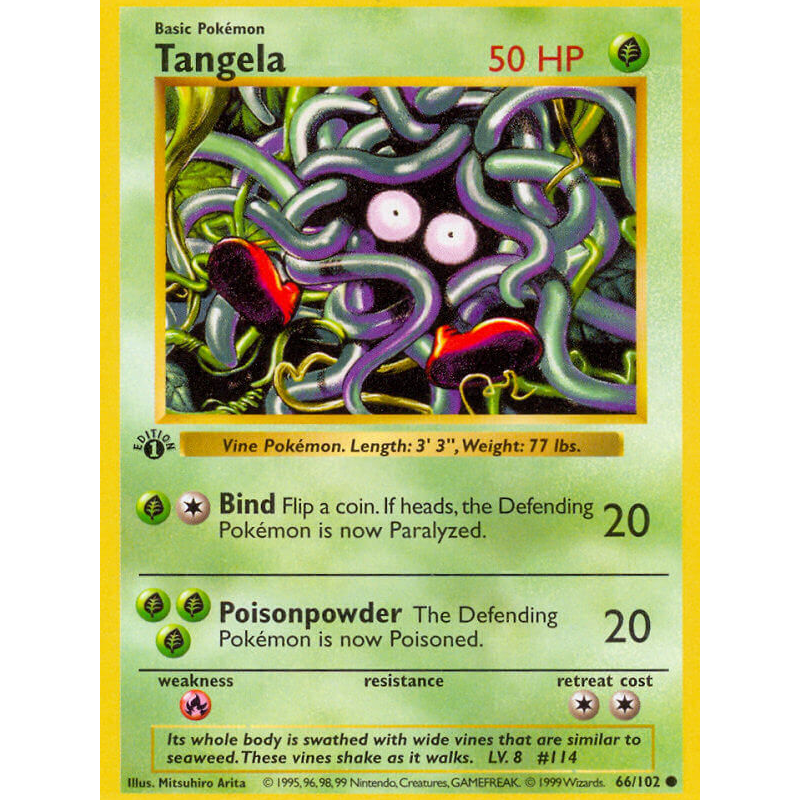 Basic Pokémon
Tangela 50 HP
EDITION 1
Vine Pokémon. Length: 3' 3", Weight: 77 lbs.
Bind Flip a coin. If heads, the Defending
Pokémon is now Paralyzed. 20
Poisonpowder The Defending
Pokémon is now Poisoned. 20
weakness resistance retreat cost
Its whole body is swathed with wide vines that are similar to
seaweed. These vines shake as it walks. LV. 8 #114
Illus. Mitsuhiro Arita © 1995, 96, 98, 99 Nintendo, Creatures, GAMEFREAK. © 1999 Wizards. 66/102